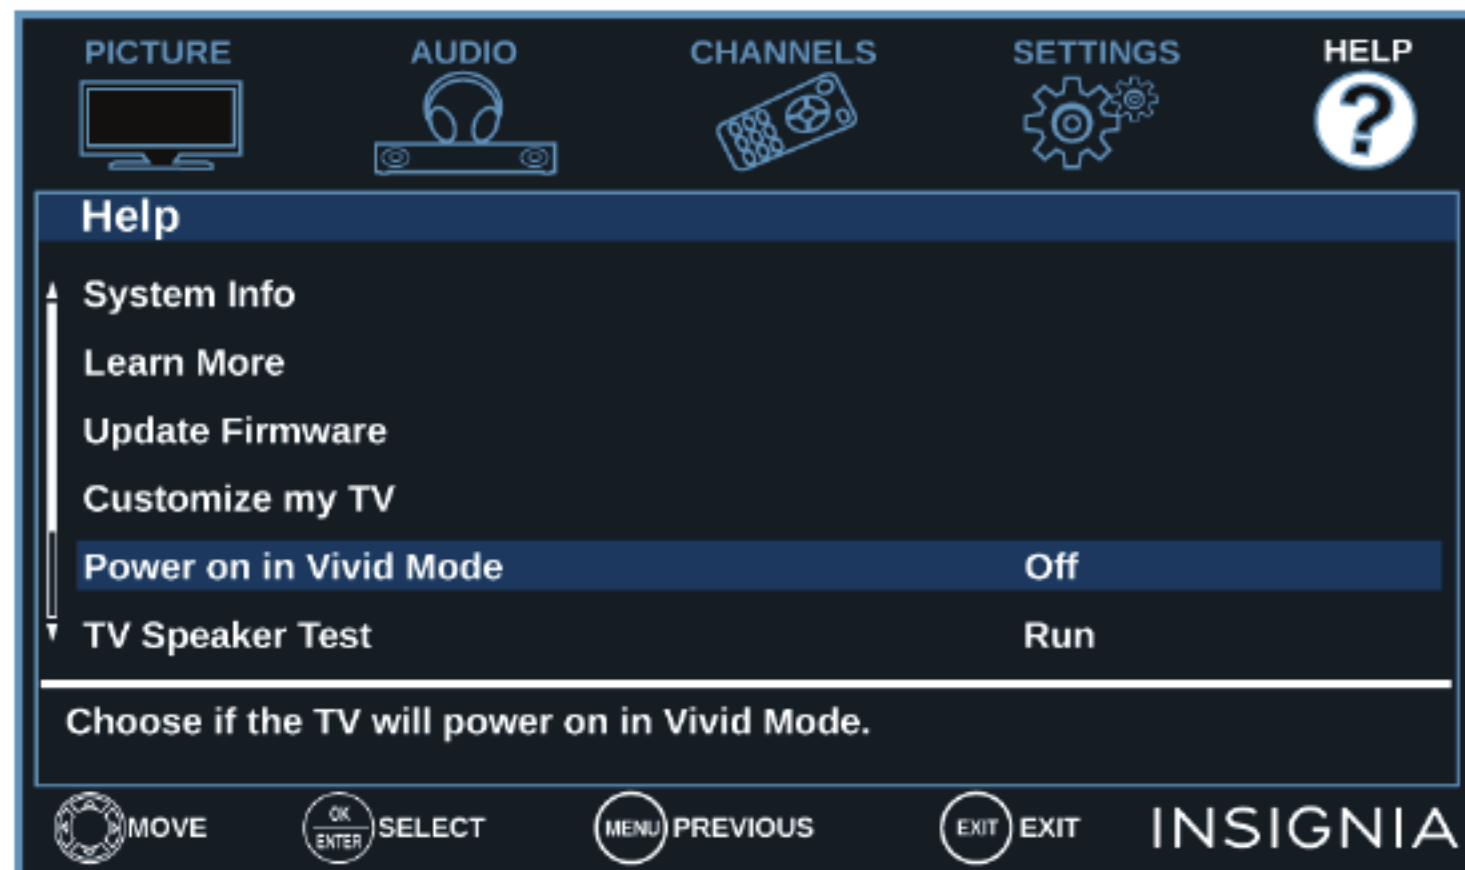 PICTURE AUDIO CHANNELS SETTINGS HELP
?
Help
System Info
Learn More
Update Firmware
Customize my TV
Power on in Vivid Mode Off
TV Speaker Test Run
Choose if the TV will power on in Vivid Mode.
MOVE OK ENTER SELECT MENU PREVIOUS EXIT EXIT INSIGNIA